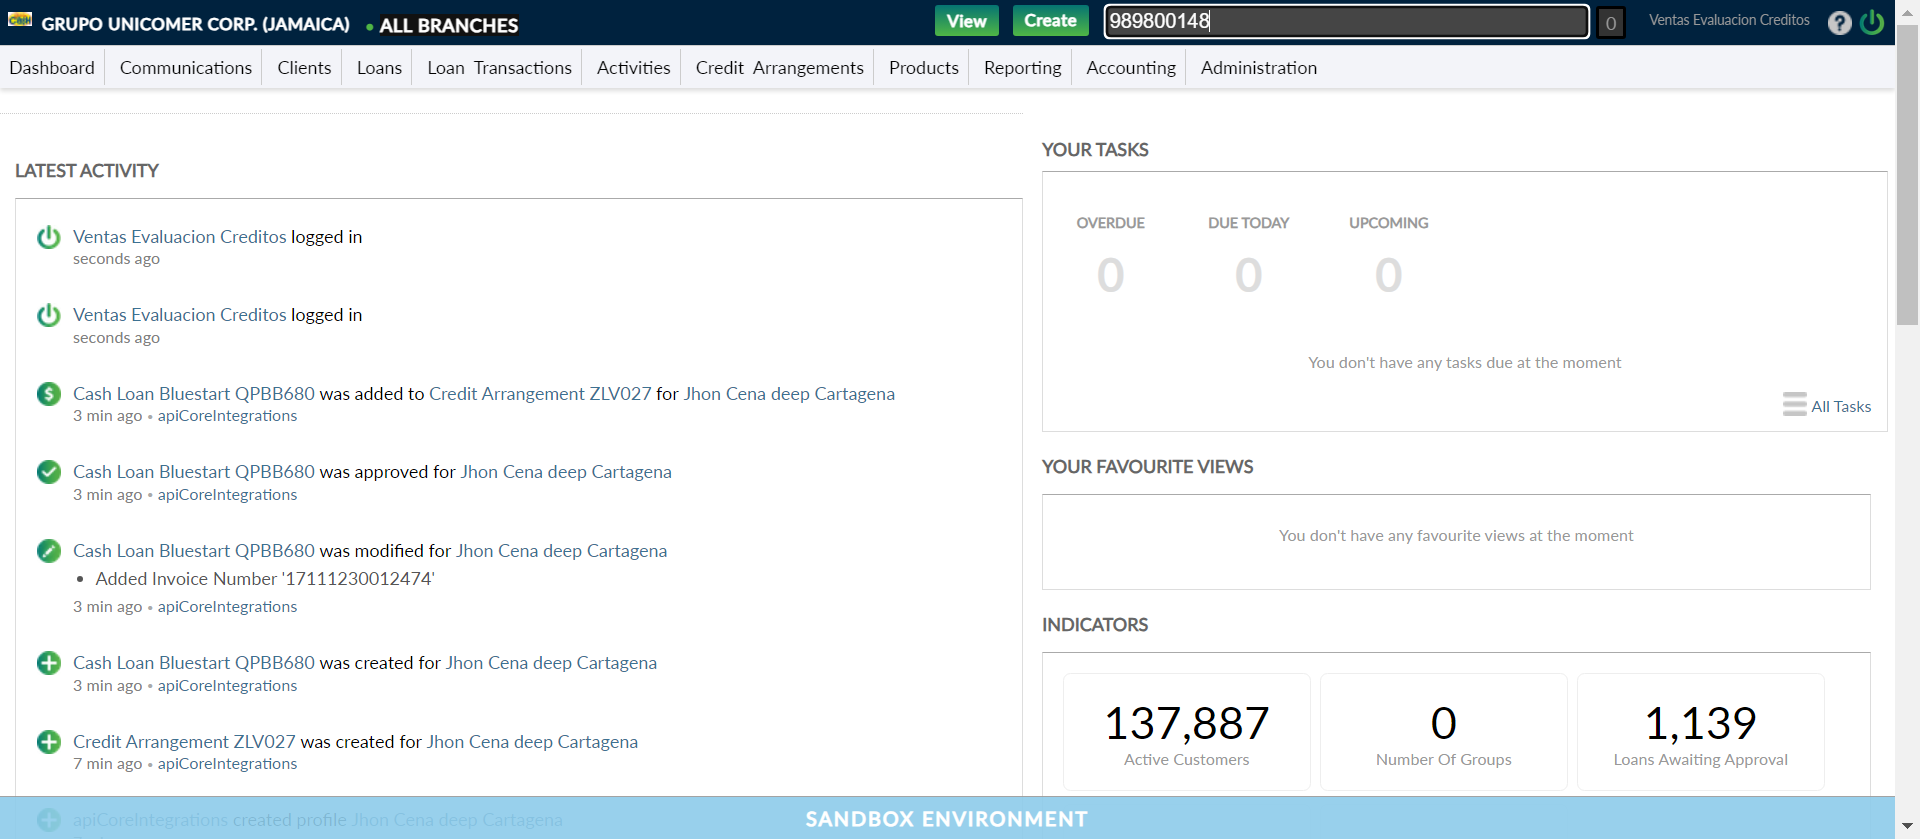 Cash GRUPO UNICOMER CORP. (JAMAICA) • ALL BRANCHES View Create 989800148 0 Ventas Evaluacion Creditos ?
Dashboard Communications Clients Loans Loan Transactions Activities Credit Arrangements Products Reporting Accounting Administration
LATEST ACTIVITY
Ventas Evaluacion Creditos logged in
seconds ago
Ventas Evaluacion Creditos logged in
seconds ago
Cash Loan Bluestart QPBB680 was added to Credit Arrangement ZLV027 for Jhon Cena deep Cartagena
3 min ago • apiCoreIntegrations
Cash Loan Bluestart QPBB680 was approved for Jhon Cena deep Cartagena
3 min ago • apiCoreIntegrations
Cash Loan Bluestart QPBB680 was modified for Jhon Cena deep Cartagena
• Added Invoice Number '17111230012474'
3 min ago • apiCoreIntegrations
Cash Loan Bluestart QPBB680 was created for Jhon Cena deep Cartagena
3 min ago • apiCoreIntegrations
Credit Arrangement ZLV027 was created for Jhon Cena deep Cartagena
7 min ago • apiCoreIntegrations
apiCoreIntegrations created profile Jhon Cena deep Cartagena
YOUR TASKS
OVERDUE DUE TODAY UPCOMING
0 0 0
You don't have any tasks due at the moment
All Tasks
YOUR FAVOURITE VIEWS
You don't have any favourite views at the moment
INDICATORS
137,887 0 1,139
Active Customers Number Of Groups Loans Awaiting Approval
SANDBOX ENVIRONMENT